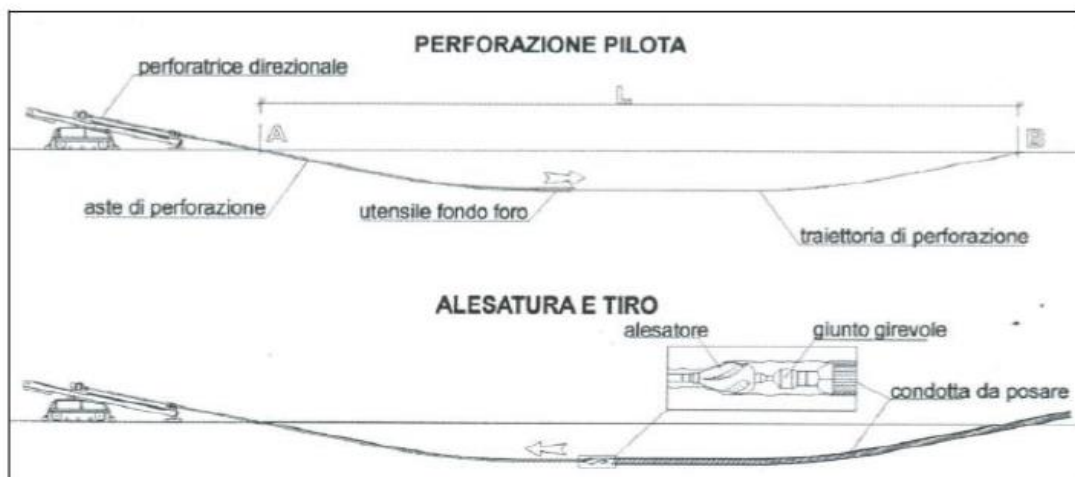 PERFORAZIONE PILOTA
perforatrice direzionale
L
A
B
aste di perforazione
utensile fondo foro
traiettoria di perforazione
ALESATURA E TIRO
alesatore
giunto girevole
condotta da posare